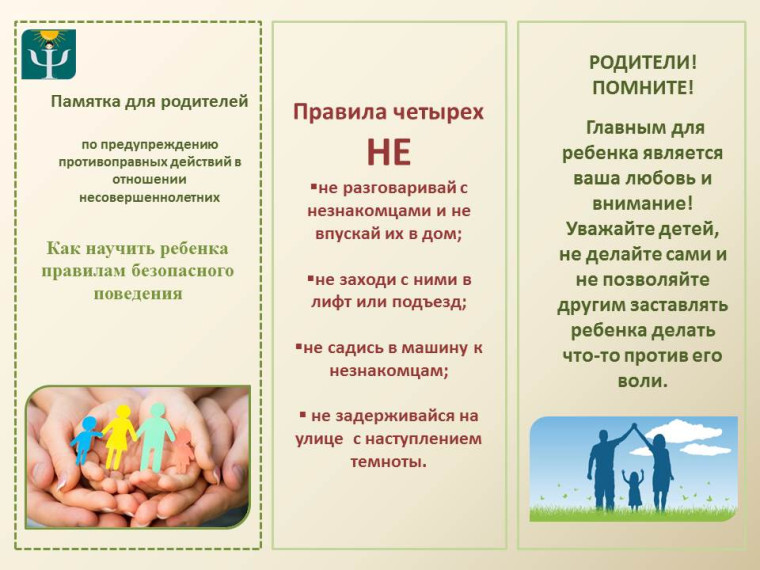 Памятка для родителей
по предупреждению
противоправных действий в
отношении
несовершеннолетних
Как научить ребенка
правилам безопасного
поведения
Правила четырех
НЕ
▪не разговаривай с
незнакомцами и не
впускай их в дом;
▪не заходи с ними в
лифт или подъезд;
▪не садись в машину к
незнакомцам;
▪ не задерживайся на
улице с наступлением
темноты.
РОДИТЕЛИ!
ПОМНИТЕ!
Главным для
ребенка является
ваша любовь и
внимание!
Уважайте детей,
не делайте сами и
не позволяйте
другим заставлять
ребенка делать
что-то против его
воли.